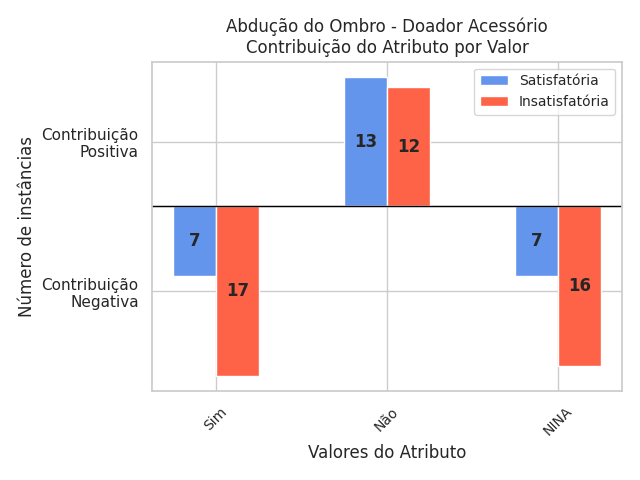 Abdução do Ombro - Doador Acessório
Contribuição do Atributo por Valor
Satisfatória
Insatisfatória
Número de instâncias
Contribuição
Positiva
Contribuição
Negativa
13
12
7
17
7
16
Sim
Não
NINA
Valores do Atributo